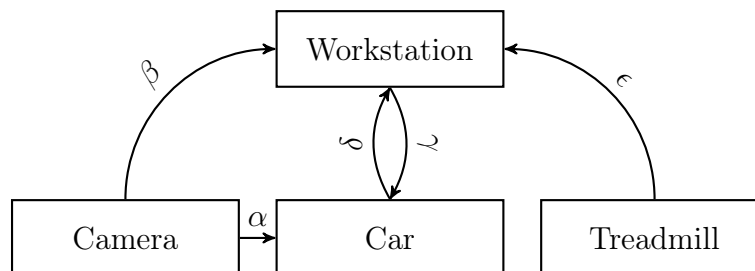 Workstation
β
ϵ
δ
γ
α
Camera
Car
Treadmill